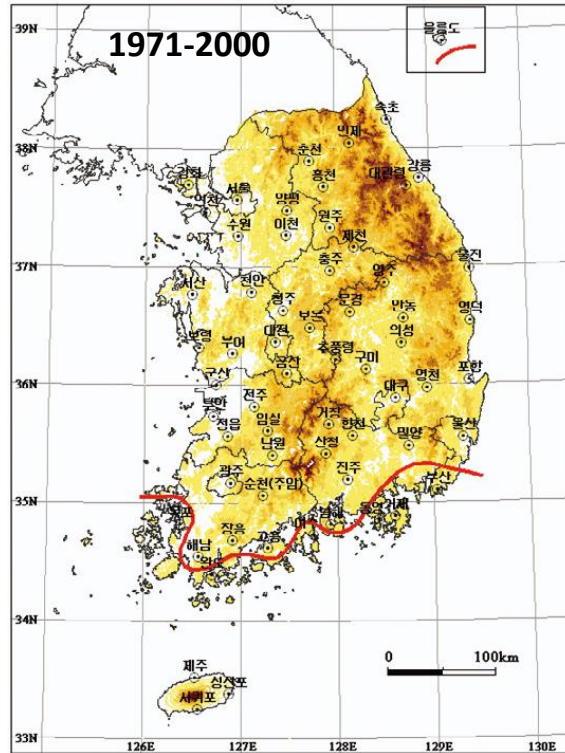 39N
1971-2000
울릉도
속초
인제
38N
춘천
강화
서울
홍천
대관령
강릉
인천
양평
원주
수원
이천
제천
37N
충주
울진
영주
서산
천안
청주
문경
안동
영덕
보은
보령
부여
대전
의성
추풍령
구미
포항
36N
군산
금산
대구
영천
전주
부안
거창
합천
울산
정읍
임실
밀양
남원
산청
광주
진주
35N
순천(주암)
부산
목포
남해
통영
거제
여수
장흥
고흥
해남
완도
34N
제주
성산포
서귀포
0
100km
33N
126E
127E
128E
129E
130E